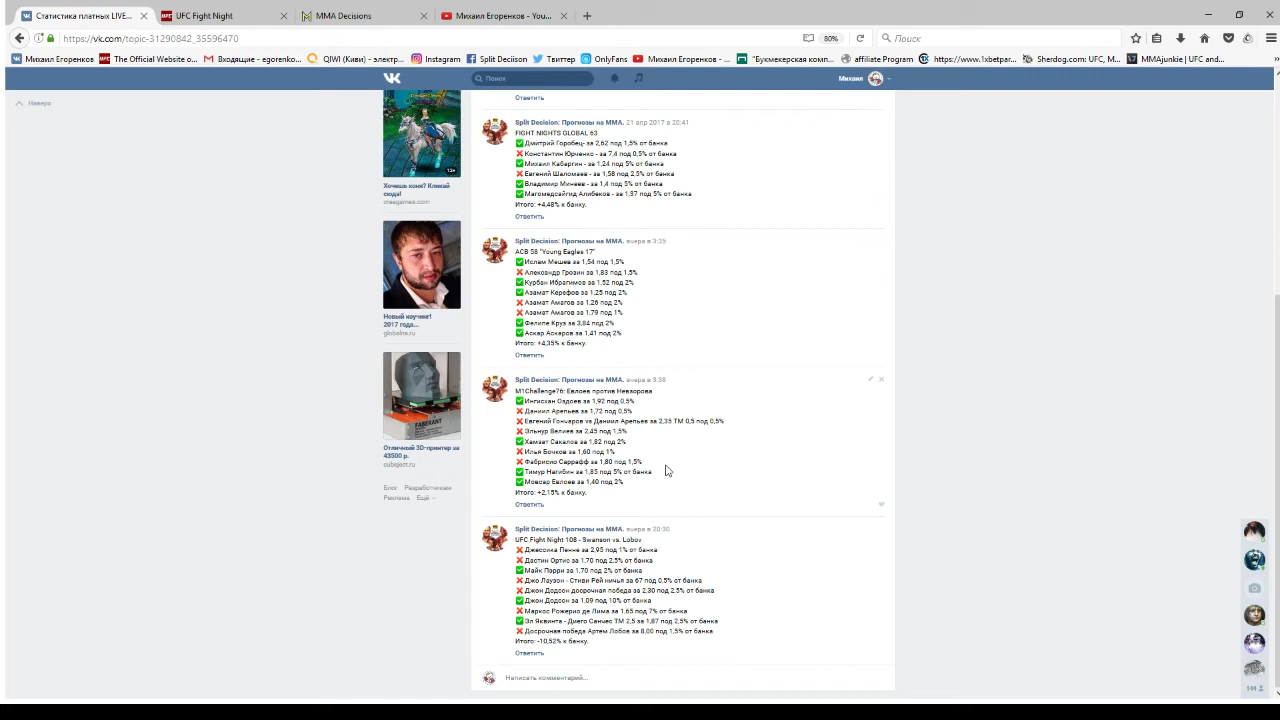 Статистика платных LIVE...
UFC Fight Night
MMA Decisions
Михаил Егоренков - You...
https://vk.com/topic-31290842_35596470
80%
Поиск
Михаил Егоренков
The Official Website o...
Входящие - egorenko...
QIWI (Киви) - электр...
Instagram
Split Deciison
Твиттер
OnlyFans
Михаил Егоренков - ...
"Букмекерская комп...
affiliate Program
https://www.1xbetpar...
Sherdog.com: UFC, M...
MMAjunkie | UFC and...
Поиск
Михаил
Наверх
Ответить
12+
Хочешь коня? Кликай
сюда!
creagames.com
Новый коучинг!
2017 года...
globelns.ru
FABERANT
Отличный 3D-принтер за
43500 р.
cubeject.ru
Блог Разработчикам
Реклама Ещё
Split Decision: Прогнозы на ММА. 21 апр 2017 в 20:41
FIGHT NIGHTS GLOBAL 63
Дмитрий Горобец- за 2,62 под 1,5% от банка
Константин Юрченко - за 7,4 под 0,5% от банка
Михаил Кабаргин - за 1,24 под 5% от банка
Евгений Шаломаев - за 1,58 под 2,5% от банка
Владимир Минеев - за 1,4 под 5% от банка
Магомедсайгид Алибеков - за 1,37 под 5% от банка
Итого: +4,48% к банку.
Ответить
Split Decision: Прогнозы на ММА. вчера в 3:35
ACB 58 "Young Eagles 17"
Ислам Мешев за 1,54 под 1,5%
Александр Грозин за 1,83 под 1,5%
Курбан Ибрагимов за 1.52 под 2%
Азамат Керефов за 1,25 под 2%
Азамат Амагов за 1,26 под 2%
Азамат Амагов за 1,79 под 1%
Фелипе Круз за 3,84 под 2%
Аскар Аскаров за 1,41 под 2%
Итого: +4,35% к банку.
Ответить
Split Decision: Прогнозы на ММА. вчера в 3:38
M1Challenge76: Евлоев против Невзорова
Ингисхан Оздоев за 1,92 под 0,5%
Даниил Арепьев за 1,72 под 0,5%
Евгений Гончаров vs Даниил Арепьев за 2,35 ТМ 0,5 под 0,5%
Эльнур Велиев за 2,45 под 1,5%
Хамзат Сакалов за 1,82 под 2%
Илья Бочков за 1,60 под 1%
Фабрисио Саррафф за 1,80 под 1,5%
Тимур Нагибин за 1,85 под 5% от банка
Мовсар Евлоев за 1,40 под 2%
Итого: +2,15% к банку.
Ответить
Split Decision: Прогнозы на ММА. вчера в 20:30
UFC Fight Night 108 - Swanson vs. Lobov
Джессика Пенне за 2,95 под 1% от банка
Дастин Ортис за 1,70 под 2,5% от банка
Майк Пэрри за 1,70 под 2% от банка
Джо Лаузон - Стиви Рей ничья за 67 под 0,5% от банка
Джон Додсон досрочная победа за 2,30 под 2,5% от банка
Джон Додсон за 1,09 под 10% от банка
Маркос Рожерио де Лима за 1,65 под 7% от банка
Эл Яквинта - Диего Санчес ТМ 2,5 за 1,87 под 2,5% от банка
Досрочная победа Артем Лобов за 8,00 под 1,5% от банка
Итого: -10,52% к банку.
Ответить
Написать комментарий...
144